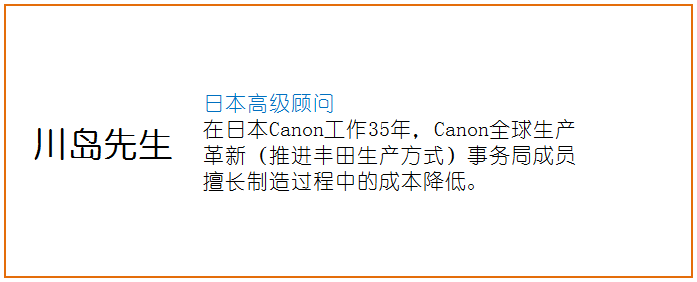 川岛先生
日本高级顾问
在日本Canon工作35年，Canon全球生产
革新（推进丰田生产方式）事务局成员
擅长制造过程中的成本降低。